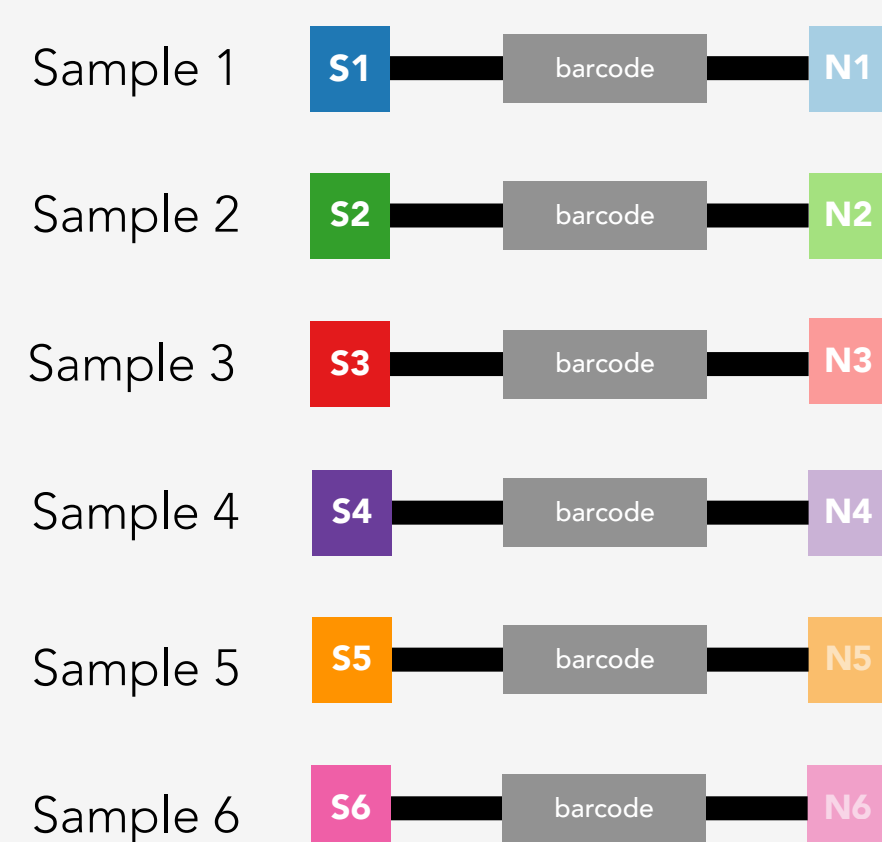 Sample 1 S1 barcode N1
Sample 2 S2 barcode N2
Sample 3 S3 barcode N3
Sample 4 S4 barcode N4
Sample 5 S5 barcode N5
Sample 6 S6 barcode N6